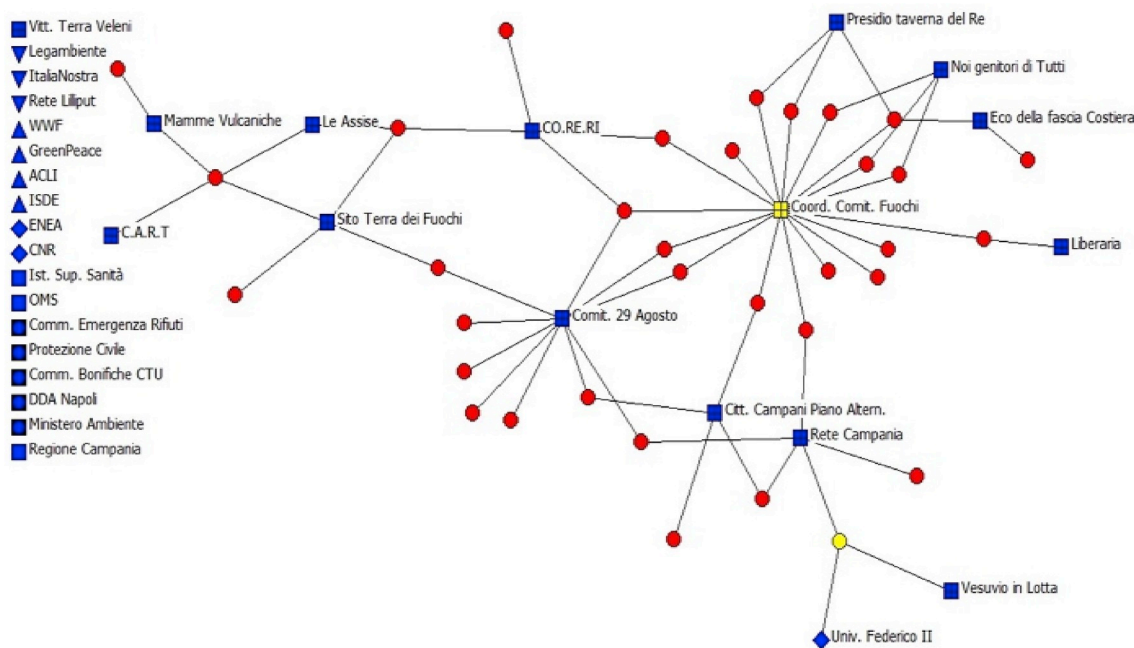 Vitt. Terra Veleni
Legambiente
ItaliaNostra
Rete Lilliput
WWF
GreenPeace
ACLI
ISDE
ENEA
CNR
Ist. Sup. Sanità
OMS
Comm. Emergenza Rifiuti
Protezione Civile
Comm. Bonifiche CTU
DDA Napoli
Ministero Ambiente
Regione Campania
Presidio taverna del Re
Noi genitori di Tutti
Mamme Vulcaniche
Le Assise
CO.RE.RI
Eco della fascia Costiera
Coord. Comit. Fuochi
Sto Terra dei Fuochi
C.A.R.T
Liberaria
Comit. 29 Agosto
Citt. Campani Piano Altern.
Rete Campania
Vesuvio in Lotta
Univ. Federico II